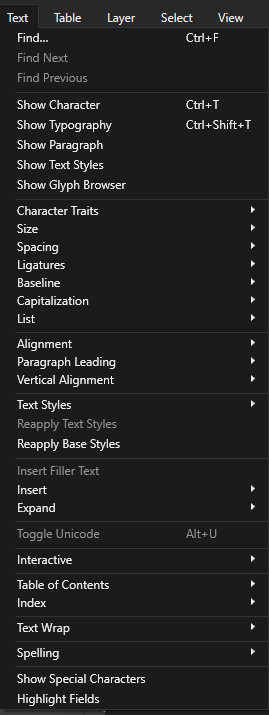 Text Table Layer Select View
Find... Ctrl+F
Find Next
Find Previous
Show Character Ctrl+T
Show Typography Ctrl+Shift+T
Show Paragraph
Show Text Styles
Show Glyph Browser
Character Traits
Size
Spacing
Ligatures
Baseline
Capitalization
List
Alignment
Paragraph Leading
Vertical Alignment
Text Styles
Reapply Text Styles
Reapply Base Styles
Insert Filler Text
Insert
Expand
Toggle Unicode Alt+U
Interactive
Table of Contents
Index
Text Wrap
Spelling
Show Special Characters
Highlight Fields